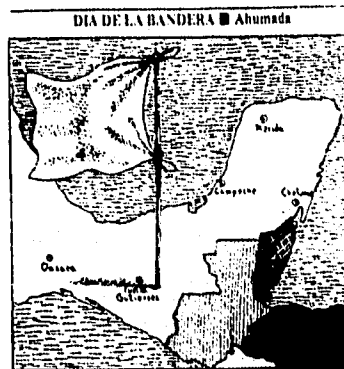 DIA DE LA BANDERA ■ Ahumada
Mérida
Campeche
Oaxaca
Gutiérrez